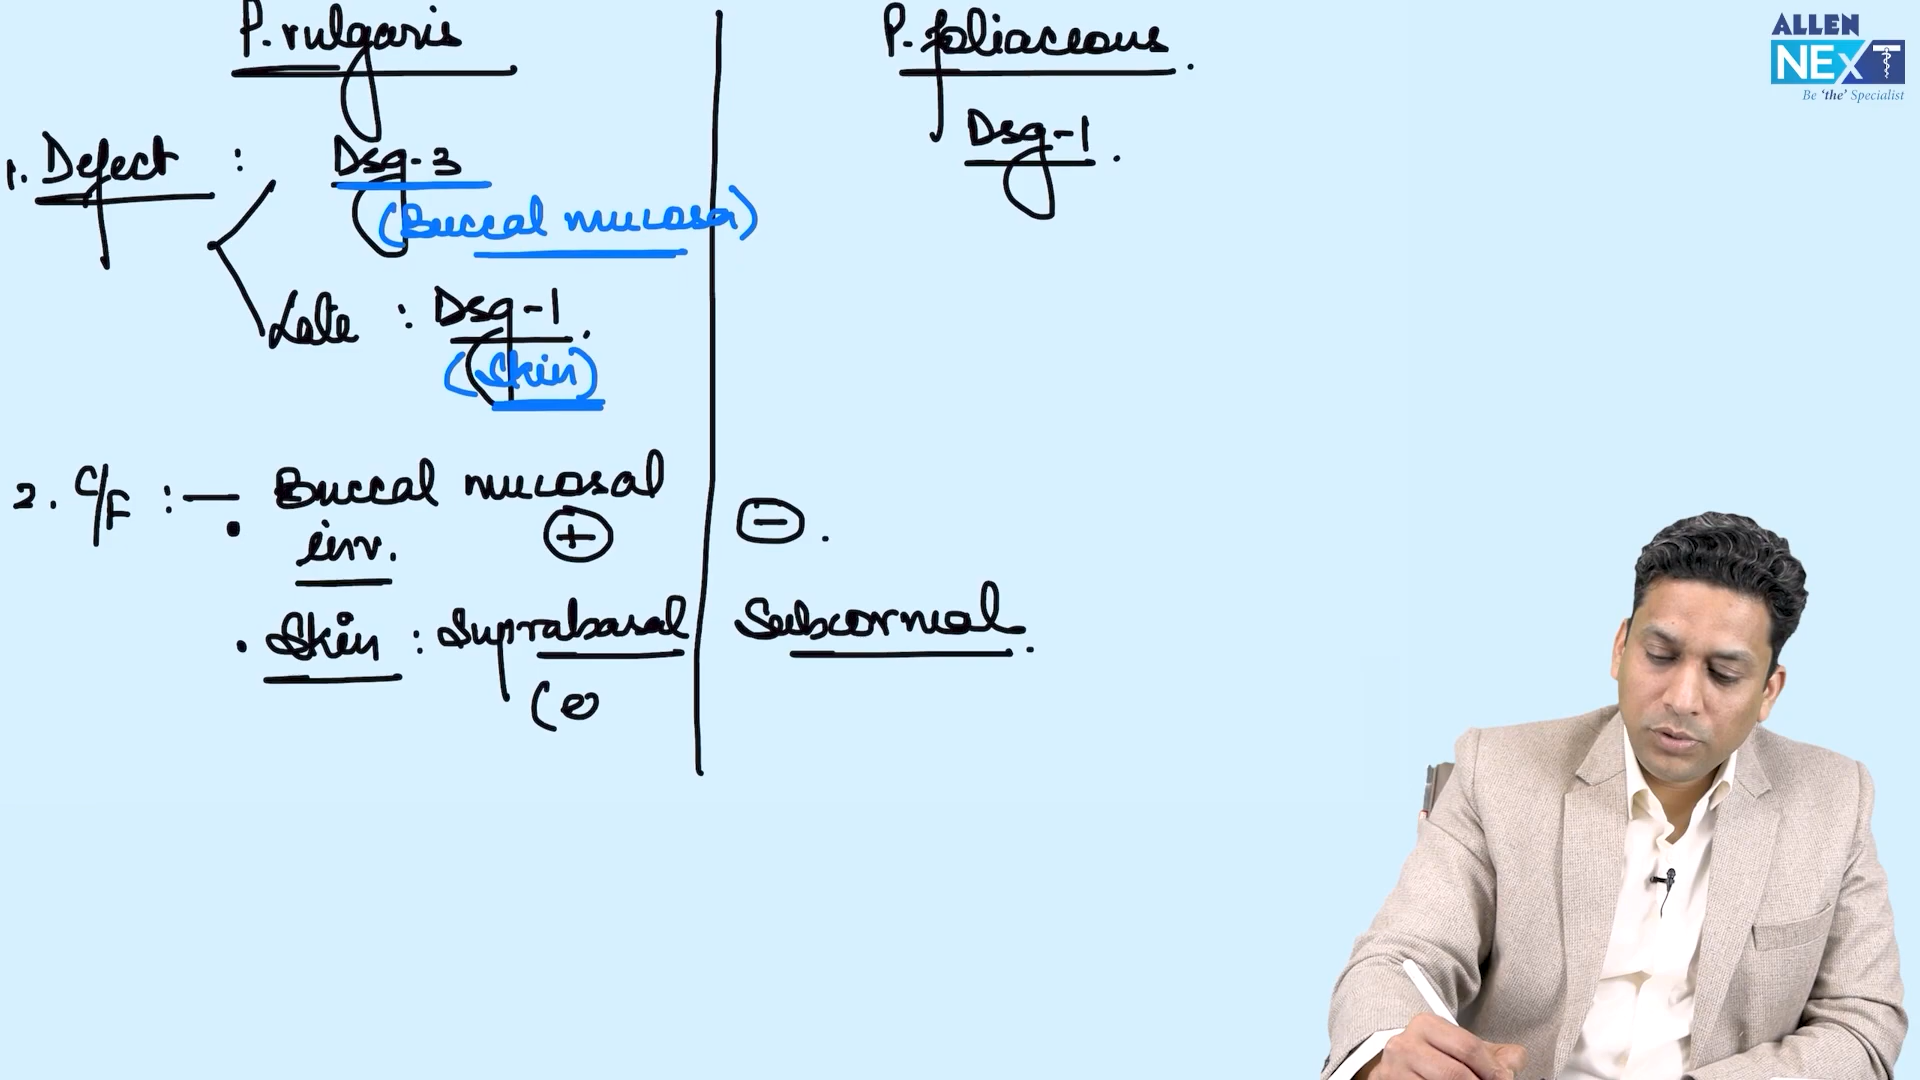 P. vulgaris
P. foliaceous.
1. Defect : Dsg-3
Dsg-1.
(Buccal mucosa)
Late : Dsg-1.
(Skin)
2. C/F :— • Buccal mucosal
inv. + − .
• Skin : Suprabasal Subcorneal.
ALLEN
NEXT
Be 'the' Specialist